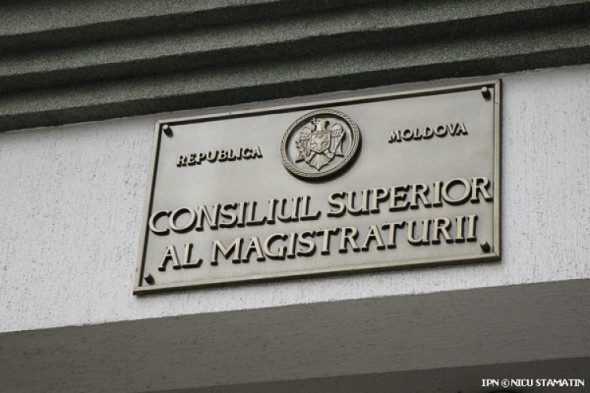 REPUBLICA MOLDOVA
CONSILIUL SUPERIOR
AL MAGISTRATURII
IPN © NICU STAMATIN